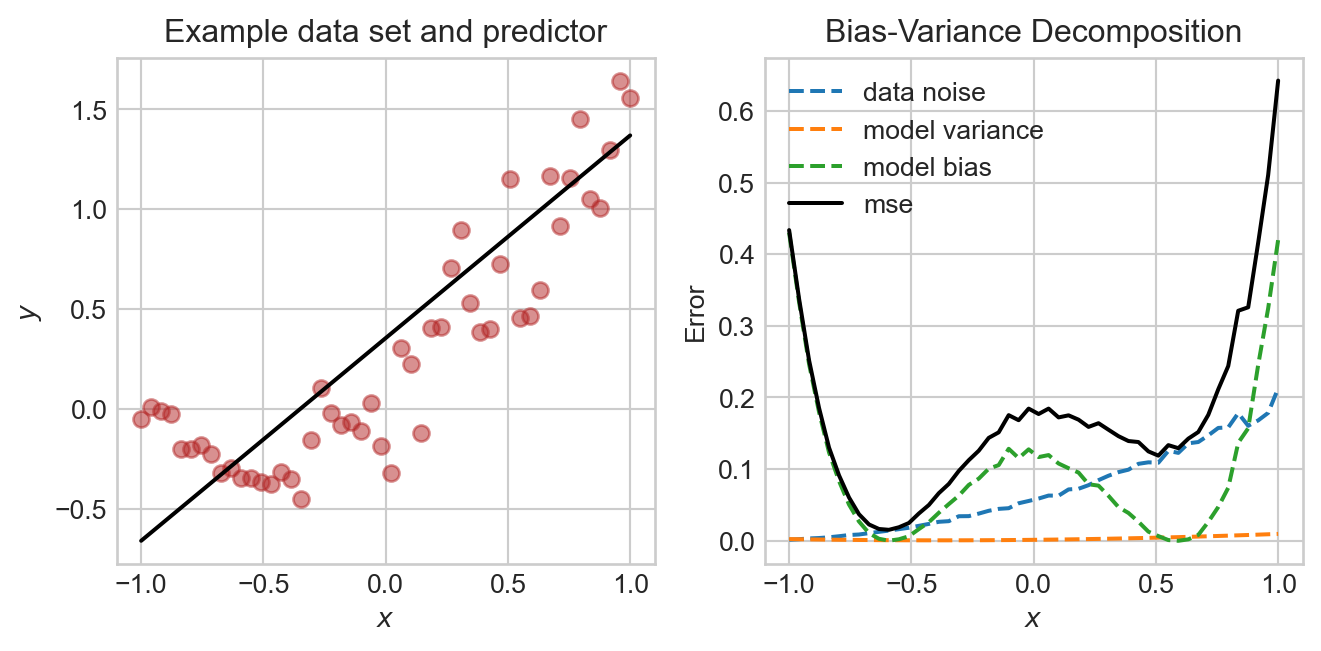 Example data set and predictor
1.5
1.0
0.5
0.0
−0.5
y
−1.0 −0.5 0.0 0.5 1.0
x
Bias-Variance Decomposition
data noise
model variance
model bias
mse
0.6
0.5
0.4
0.3
0.2
0.1
0.0
Error
−1.0 −0.5 0.0 0.5 1.0
x